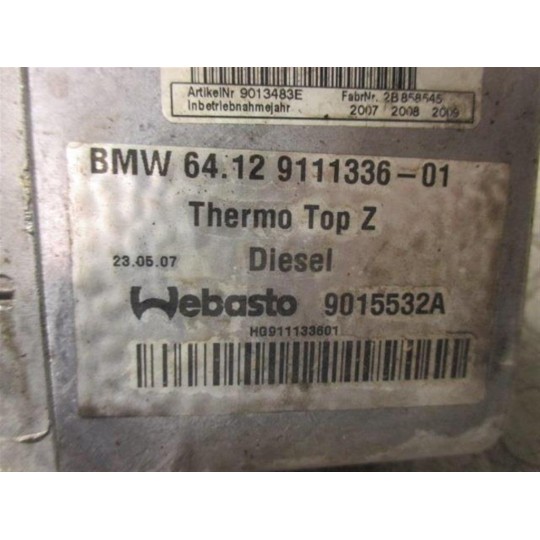 ArtikelNr 9013483E FabrNr. 2B858545
Inbetriebnahmejahr 2007 2008 2009
BMW 64.12 9111336-01
Thermo Top Z
23.05.07 Diesel
Webasto 9015532A
HG911133601